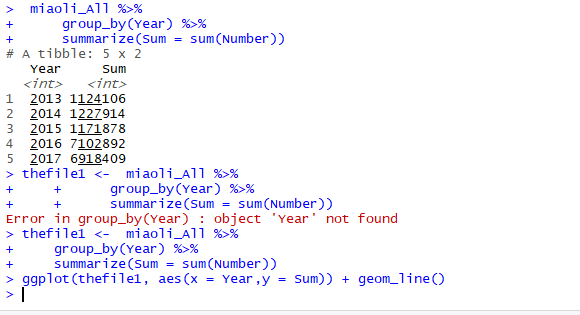 >  miaoli_All %>%
+      group_by(Year) %>%
+      summarize(Sum = sum(Number))
# A tibble: 5 x 2
   Year     Sum
  <int>   <int>
1  2013 1124106
2  2014 1227914
3  2015 1171878
4  2016 7102892
5  2017 6918409
> thefile1 <-  miaoli_All %>%
+     +      group_by(Year) %>%
+     +      summarize(Sum = sum(Number))
Error in group_by(Year) : object 'Year' not found
> thefile1 <-  miaoli_All %>%
+     group_by(Year) %>%
+     summarize(Sum = sum(Number))
> ggplot(thefile1, aes(x = Year,y = Sum)) + geom_line()
>